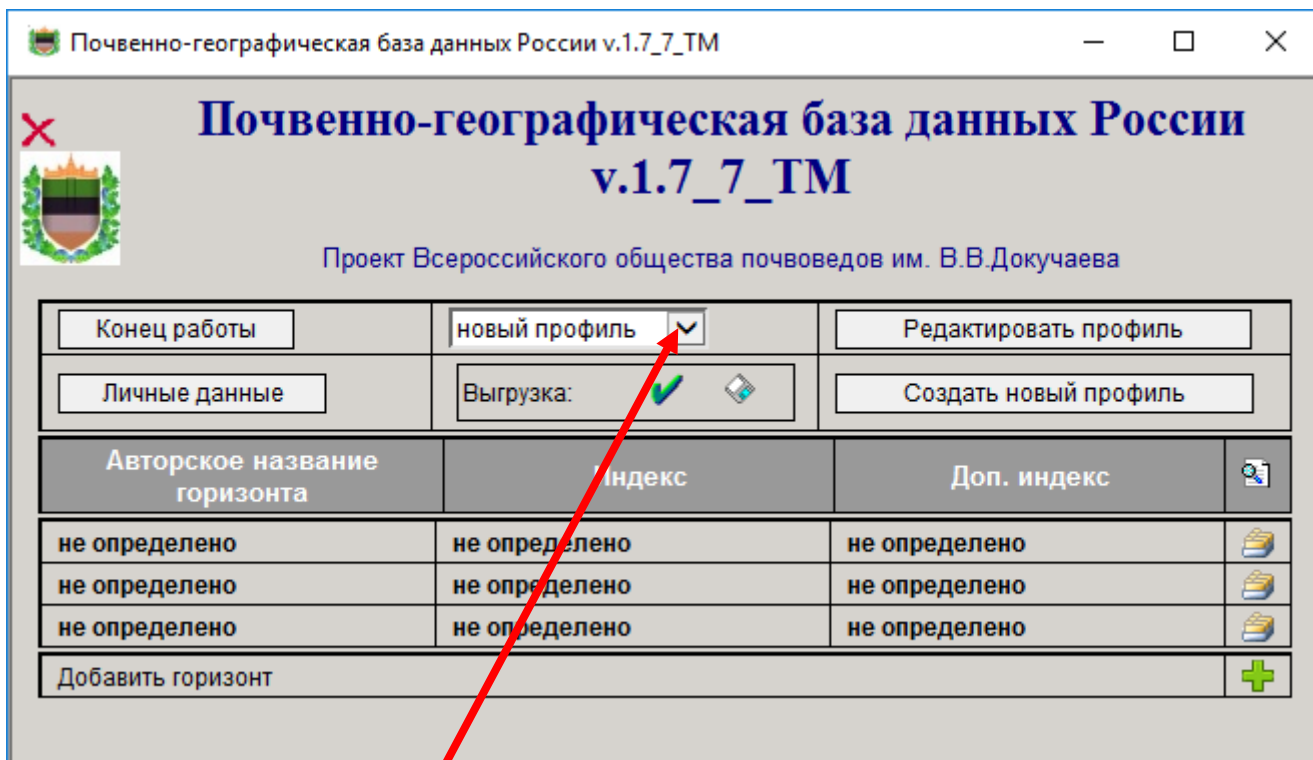 Почвенно-географическая база данных России v.1.7_7_TM
Почвенно-географическая база данных России
v.1.7_7_TM
Проект Всероссийского общества почвоведов им. В.В.Докучаева
Конец работы
новый профиль
Редактировать профиль
Личные данные
Выгрузка:
Создать новый профиль
Авторское название
горизонта
Индекс
Доп. индекс
не определено
не определено
не определено
не определено
не определено
не определено
не определено
не определено
не определено
Добавить горизонт